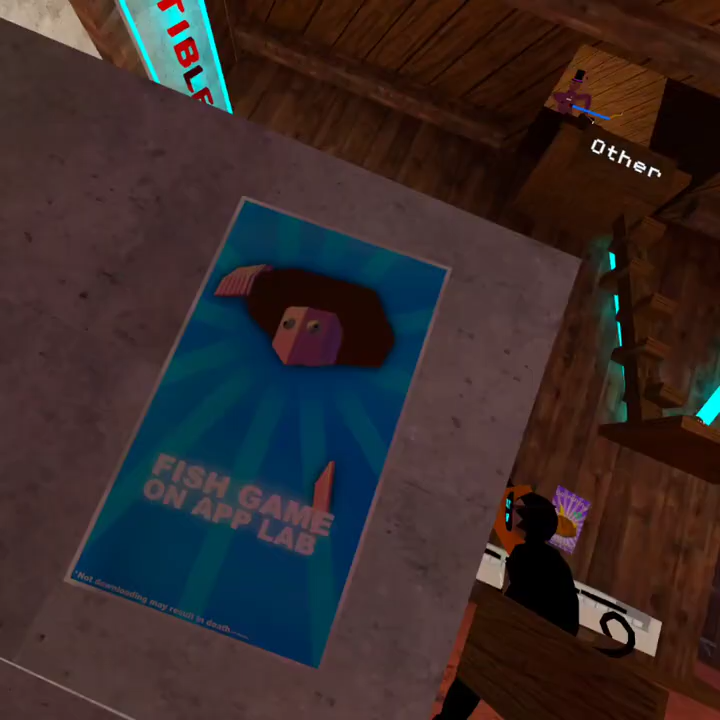 TIBLE
Other
FISH GAME
ON APP LAB
*Not downloading may result in death....